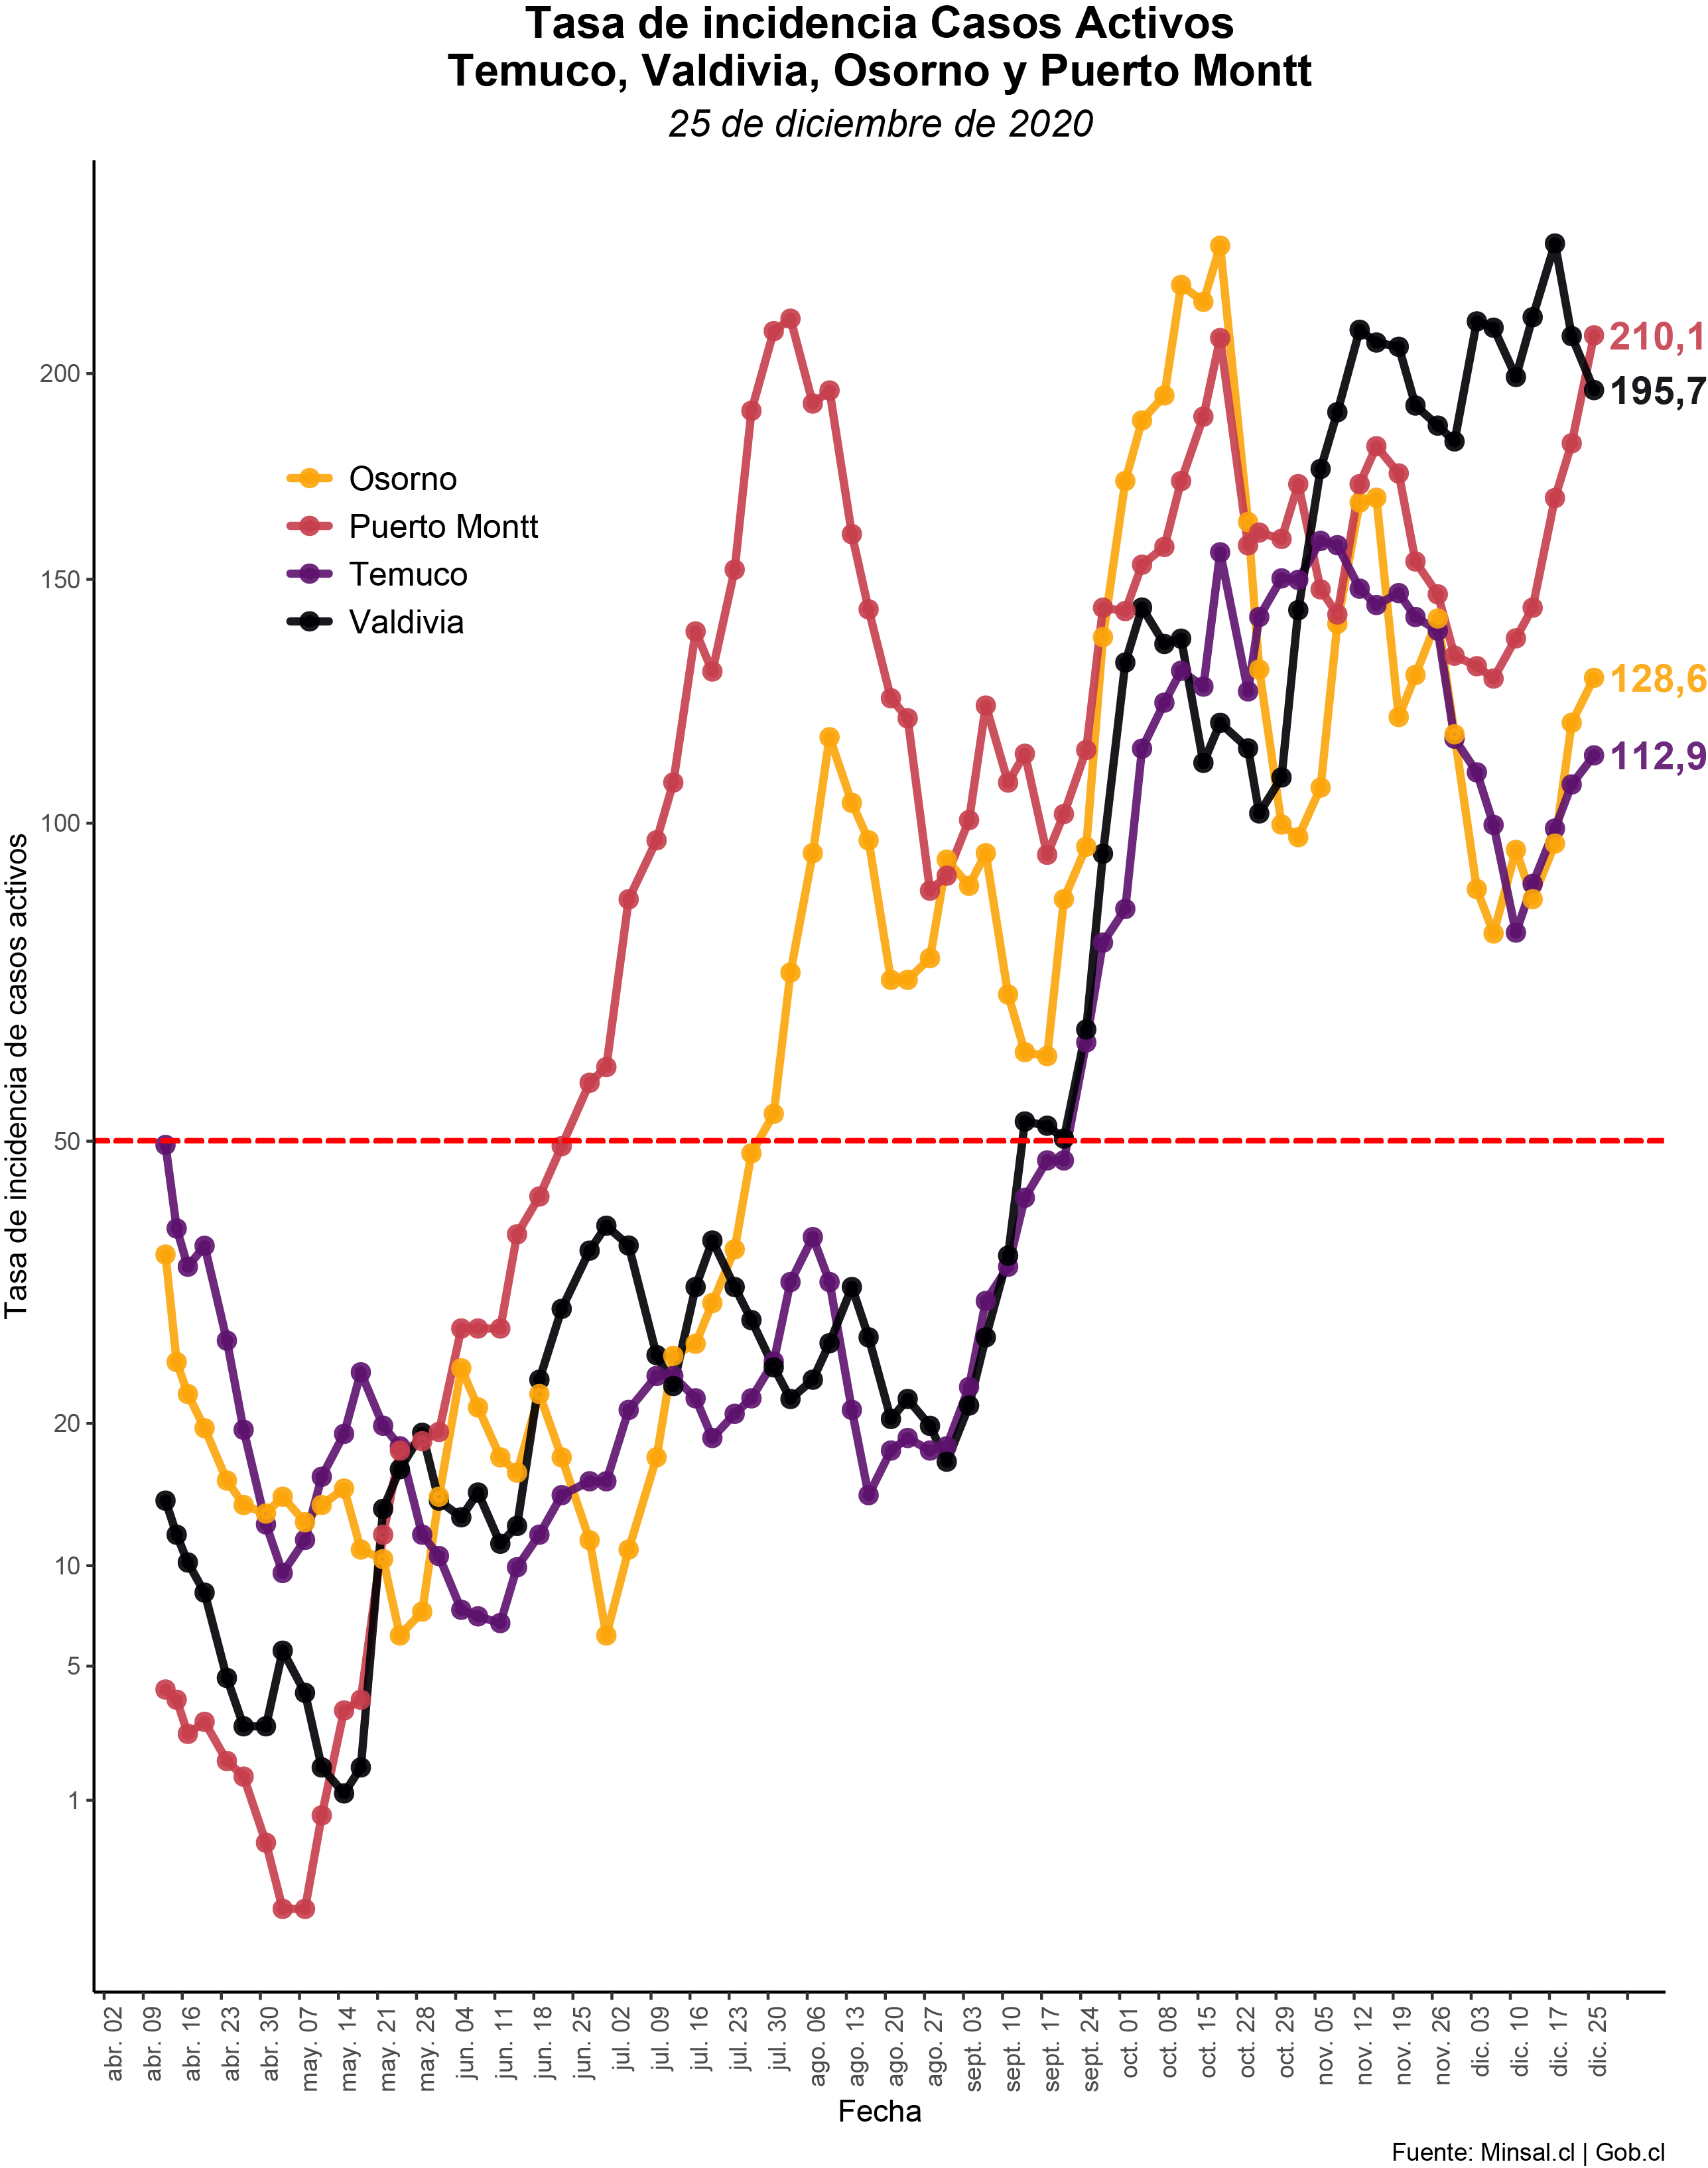 Tasa de incidencia Casos Activos
Temuco, Valdivia, Osorno y Puerto Montt
25 de diciembre de 2020
Tasa de incidencia de casos activos
200
150
100
50
20
10
5
1
Osorno
Puerto Montt
Temuco
Valdivia
210,1
195,7
128,6
112,9
abr. 02
abr. 09
abr. 16
abr. 23
abr. 30
may. 07
may. 14
may. 21
may. 28
jun. 04
jun. 11
jun. 18
jun. 25
jul. 02
jul. 09
jul. 16
jul. 23
jul. 30
ago. 06
ago. 13
ago. 20
ago. 27
sept. 03
sept. 10
sept. 17
sept. 24
oct. 01
oct. 08
oct. 15
oct. 22
oct. 29
nov. 05
nov. 12
nov. 19
nov. 26
dic. 03
dic. 10
dic. 17
dic. 25
Fecha
Fuente: Minsal.cl | Gob.cl